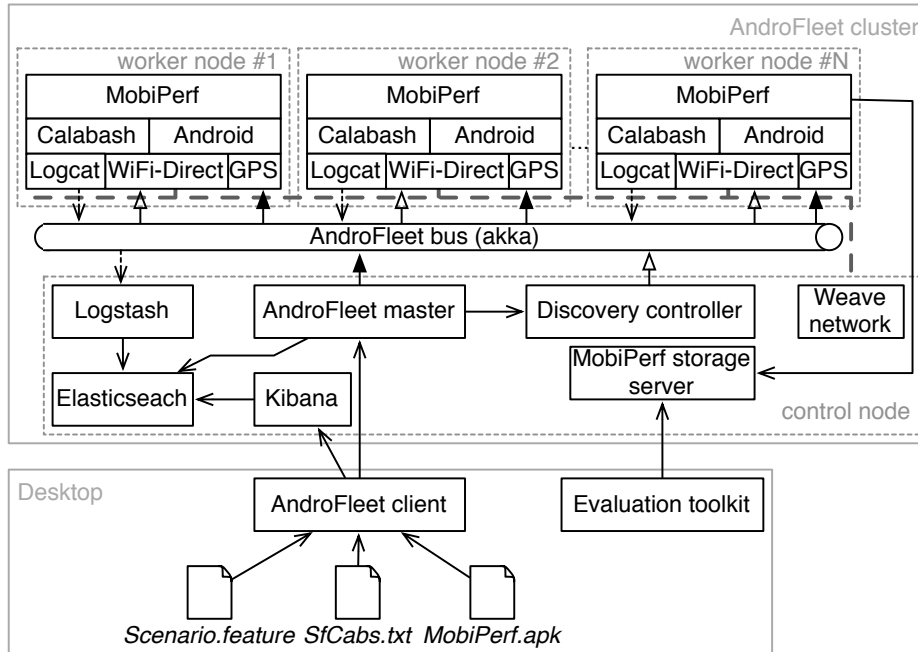 AndroFleet cluster
worker node #1
worker node #2
worker node #N
MobiPerf
MobiPerf
MobiPerf
Calabash
Android
Calabash
Android
Calabash
Android
Logcat
WiFi-Direct
GPS
Logcat
WiFi-Direct
GPS
Logcat
WiFi-Direct
GPS
AndroFleet bus (akka)
Logstash
AndroFleet master
Discovery controller
Weave
network
MobiPerf storage
server
Elasticseach
Kibana
control node
Desktop
AndroFleet client
Evaluation toolkit
Scenario.feature
SfCabs.txt
MobiPerf.apk